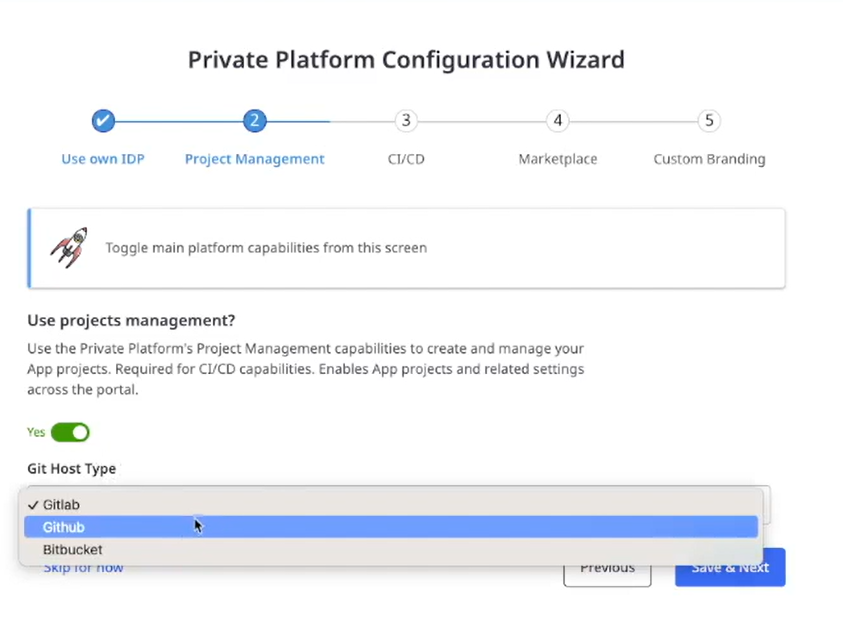 Private Platform Configuration Wizard
2 3 4 5
Use own IDP Project Management CI/CD Marketplace Custom Branding
Toggle main platform capabilities from this screen
Use projects management?
Use the Private Platform's Project Management capabilities to create and manage your
App projects. Required for CI/CD capabilities. Enables App projects and related settings
across the portal.
Yes
Git Host Type
Gitlab
Github
Bitbucket
Skip for now Previous Save & Next